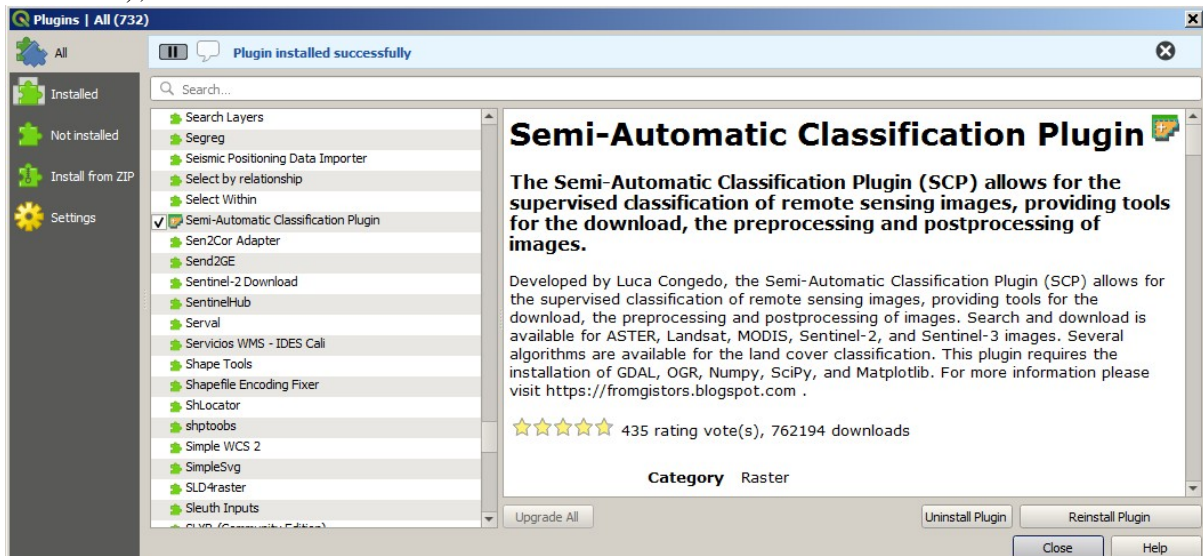 Plugins | All (732)
All
Installed
Not installed
Install from ZIP
Settings
Plugin installed successfully
Search...
Search Layers
Segreg
Seismic Positioning Data Importer
Select by relationship
Select Within
Semi-Automatic Classification Plugin
Sen2Cor Adapter
Send2GE
Sentinel-2 Download
SentinelHub
Serval
Servicios WMS - IDES Cali
Shape Tools
Shapefile Encoding Fixer
ShLocator
shptoobs
Simple WCS 2
SimpleSvg
SLD4raster
Sleuth Inputs
Semi-Automatic Classification Plugin
The Semi-Automatic Classification Plugin (SCP) allows for the
supervised classification of remote sensing images, providing tools
for the download, the preprocessing and postprocessing of
images.
Developed by Luca Congedo, the Semi-Automatic Classification Plugin (SCP) allows for
the supervised classification of remote sensing images, providing tools for the
download, the preprocessing and postprocessing of images. Search and download is
available for ASTER, Landsat, MODIS, Sentinel-2, and Sentinel-3 images. Several
algorithms are available for the land cover classification. This plugin requires the
installation of GDAL, OGR, Numpy, SciPy, and Matplotlib. For more information please
visit https://fromgistors.blogspot.com .
435 rating vote(s), 762194 downloads
Category Raster
Upgrade All
Uninstall Plugin
Reinstall Plugin
Close
Help